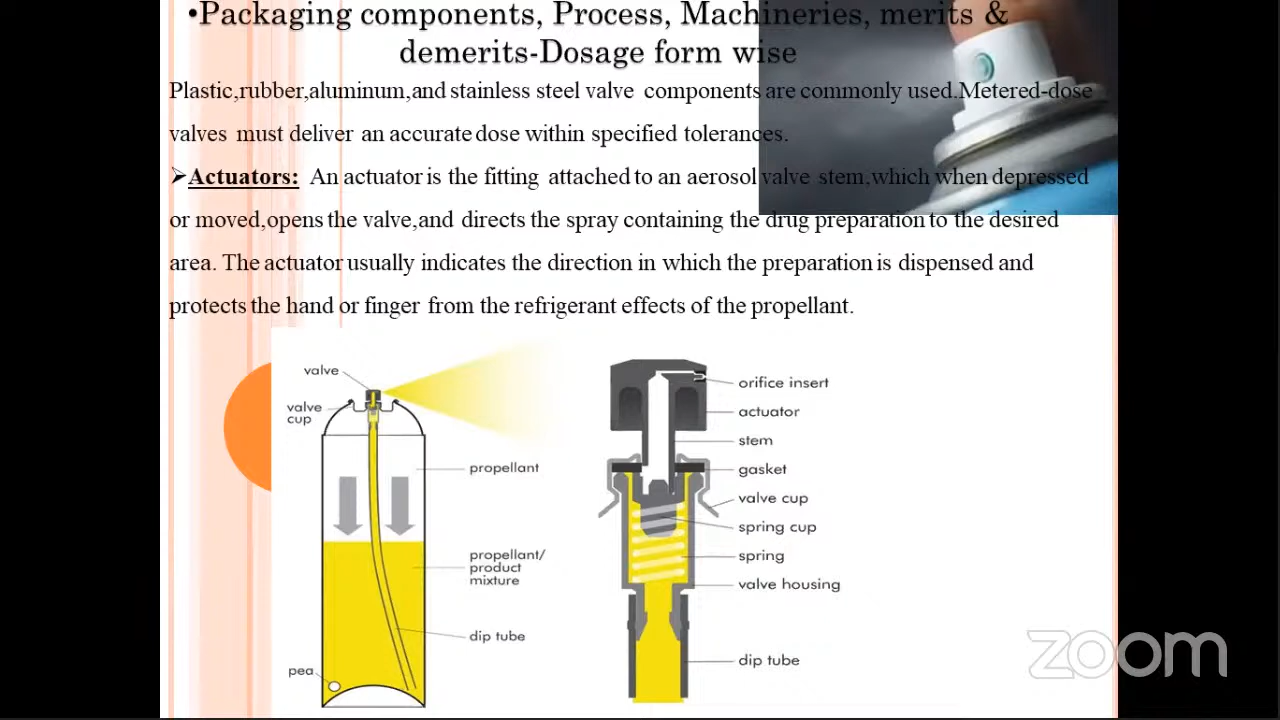 •Packaging components, Process, Machineries, merits &
demerits-Dosage form wise
Plastic,rubber,aluminum,and stainless steel valve components are commonly used.Metered-dose
valves must deliver an accurate dose within specified tolerances.
➤Actuators: An actuator is the fitting attached to an aerosol valve stem,which when depressed
or moved,opens the valve,and directs the spray containing the drug preparation to the desired
area. The actuator usually indicates the direction in which the preparation is dispensed and
protects the hand or finger from the refrigerant effects of the propellant.
valve
valve
cup
propellant
propellant/
product
mixture
dip tube
pea
orifice insert
actuator
stem
gasket
valve cup
spring cup
spring
valve housing
dip tube
zoom